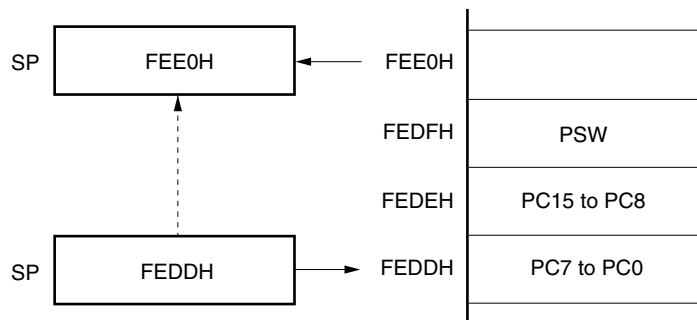 SP FEE0H FEE0H
FEDFH PSW
FEDEH PC15 to PC8
SP FEDDH FEDDH PC7 to PC0